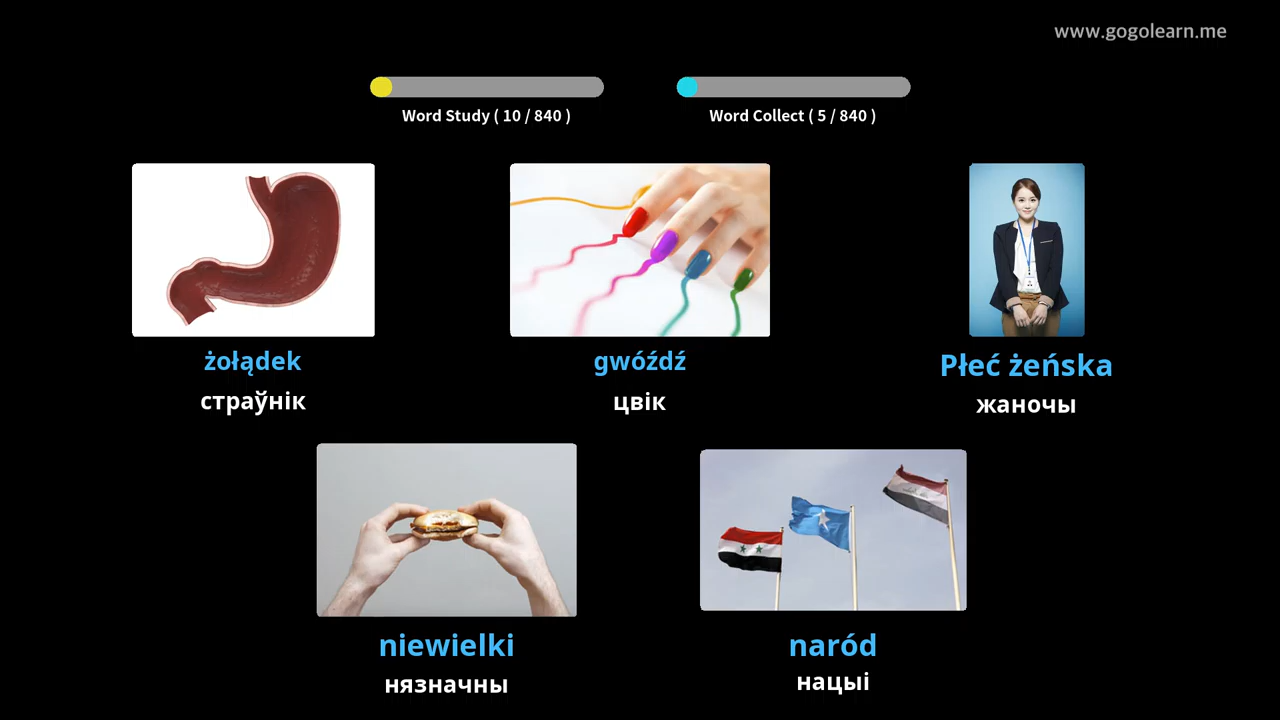 www.gogolearn.me
Word Study ( 10 / 840 )
Word Collect ( 5 / 840 )
żołądek
страўнік
gwóźdź
цвік
Płeć żeńska
жаночы
niewielki
нязначны
naród
нацыі